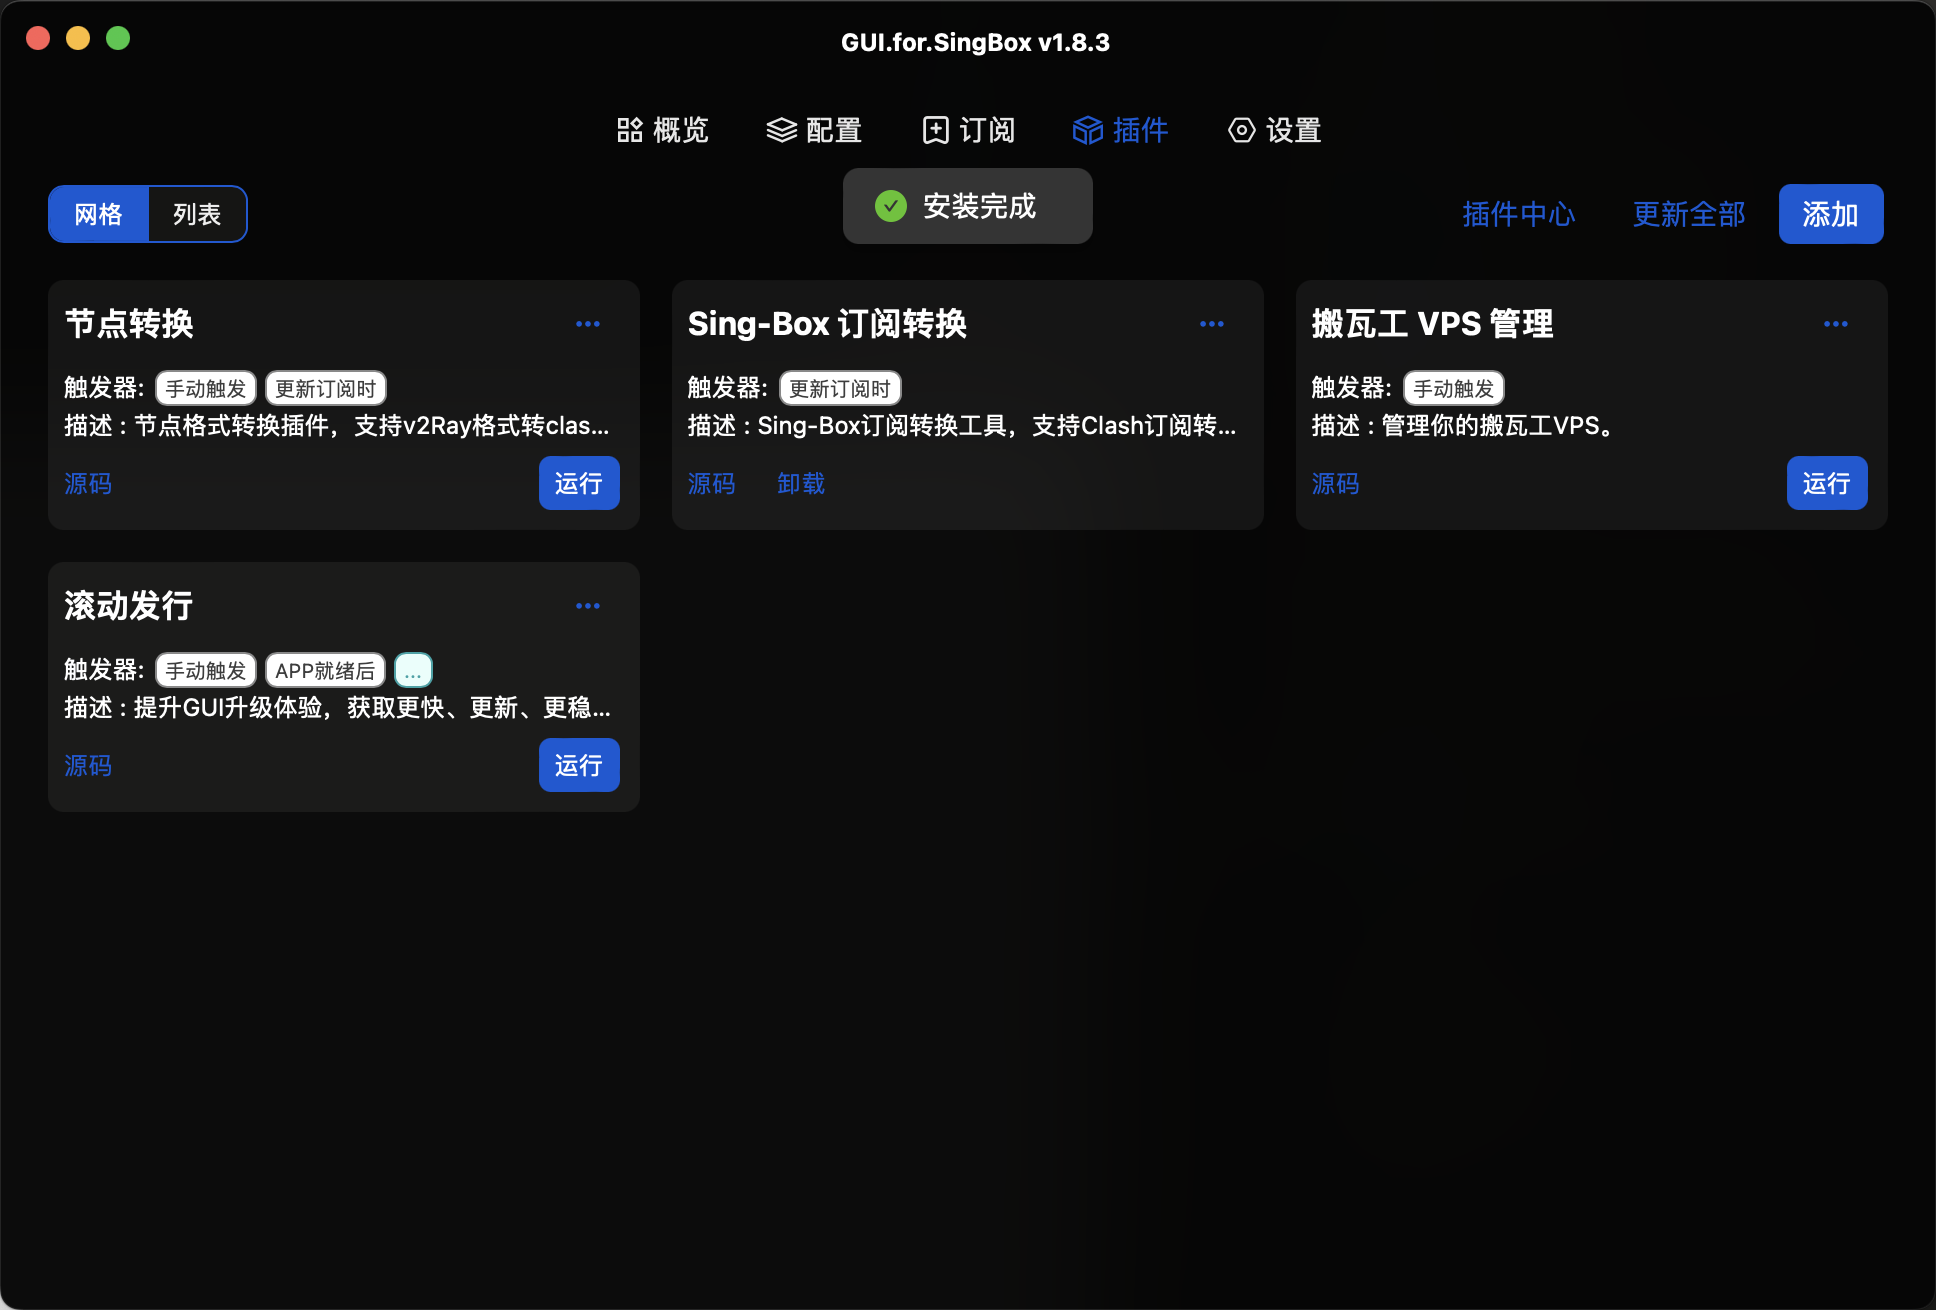 GUI.for.SingBox v1.8.3
概览 配置 订阅 插件 设置
网格 列表 安装完成 插件中心 更新全部 添加
节点转换
触发器: 手动触发 更新订阅时
描述 : 节点格式转换插件，支持v2Ray格式转clas...
源码 运行
Sing-Box 订阅转换
触发器: 更新订阅时
描述 : Sing-Box订阅转换工具，支持Clash订阅转...
源码 卸载
搬瓦工 VPS 管理
触发器: 手动触发
描述 : 管理你的搬瓦工VPS。
源码 运行
滚动发行
触发器: 手动触发 APP就绪后 ...
描述 : 提升GUI升级体验，获取更快、更新、更稳...
源码 运行